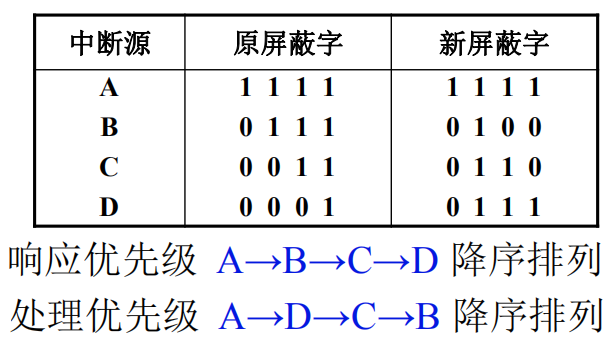 中断源 原屏蔽字 新屏蔽字
A 1 1 1 1 1 1 1 1
B 0 1 1 1 0 1 0 0
C 0 0 1 1 0 1 1 0
D 0 0 0 1 0 1 1 1
响应优先级 A→B→C→D 降序排列
处理优先级 A→D→C→B 降序排列